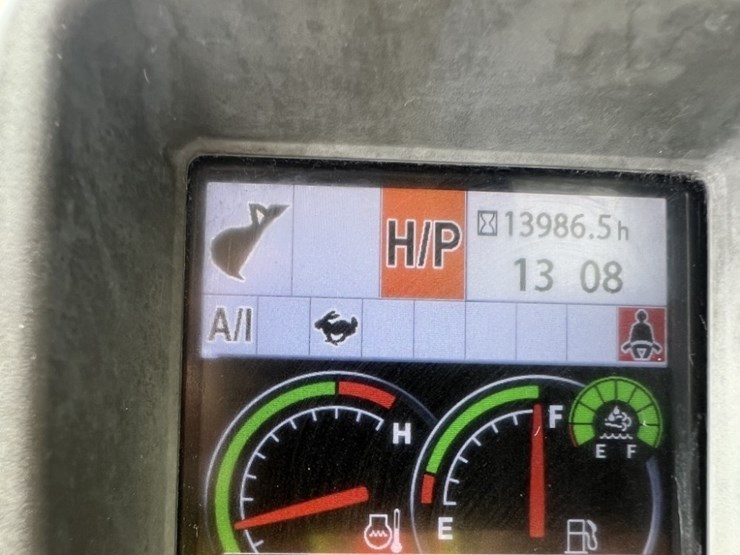 H/P
13986.5h
13 08
A/I
H
F
E F
E